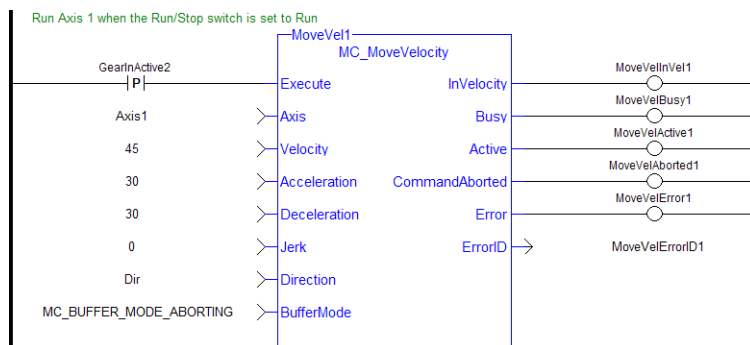 Run Axis 1 when the Run/Stop switch is set to Run
MoveVel1
MC_MoveVelocity
GearInActive2
P
Execute
InVelocity
MoveVelInVel1
Axis1
Axis
Busy
MoveVelBusy1
45
Velocity
Active
MoveVelActive1
30
Acceleration
CommandAborted
MoveVelAborted1
30
Deceleration
Error
MoveVelError1
0
Jerk
ErrorID
MoveVelErrorID1
Dir
Direction
MC_BUFFER_MODE_ABORTING
BufferMode